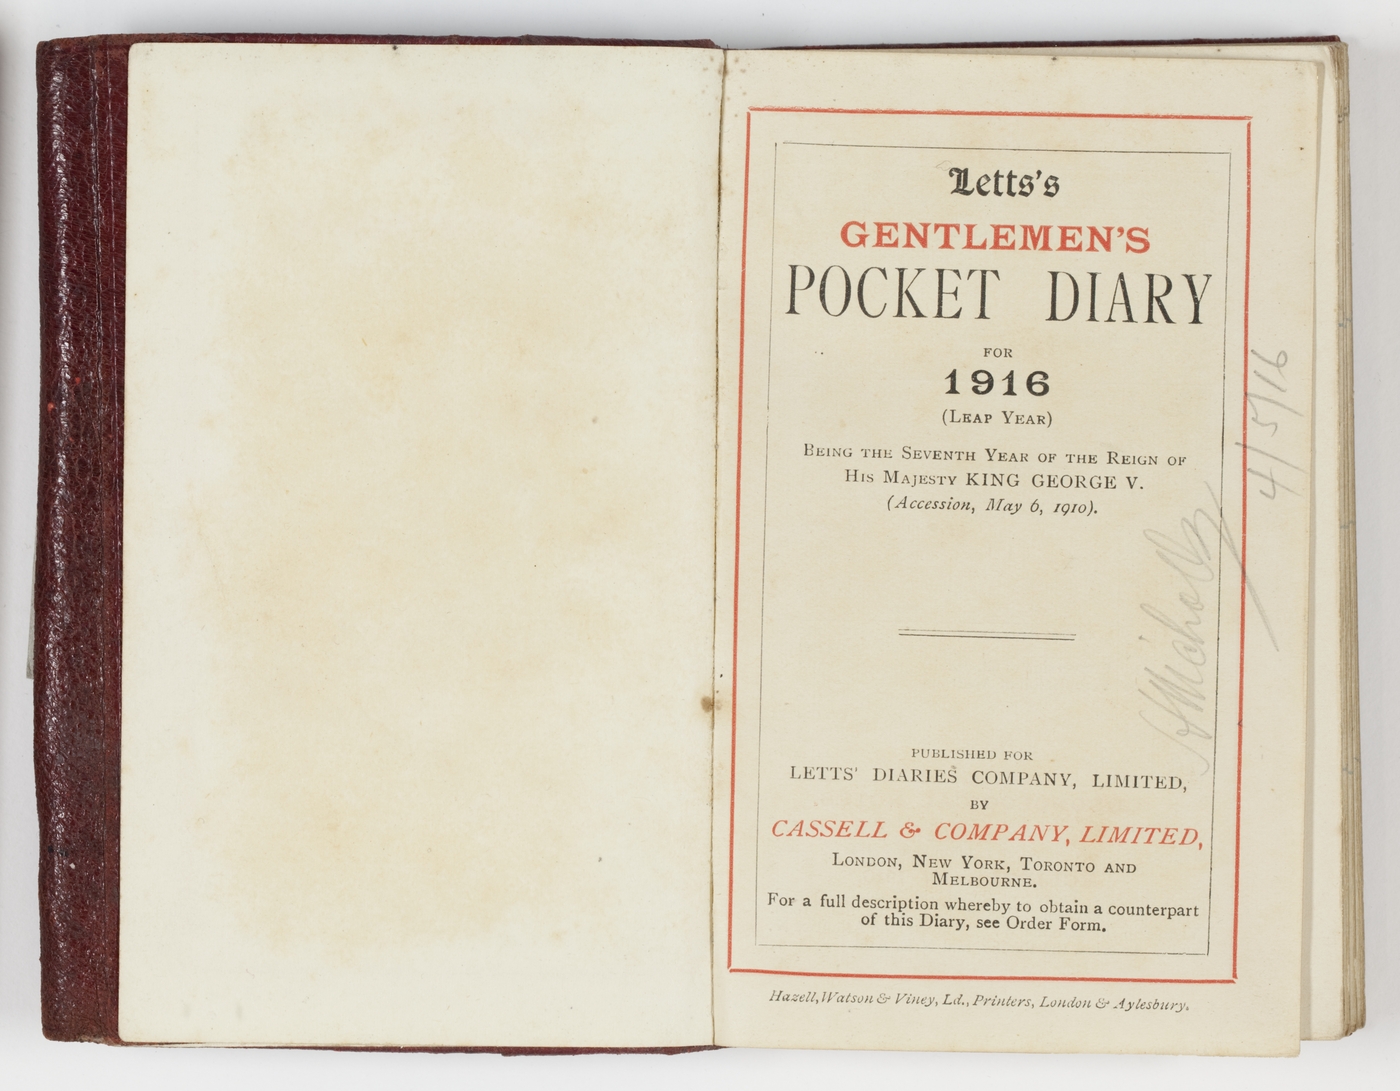 Letts's
GENTLEMEN'S
POCKET DIARY
FOR
1916
(LEAP YEAR)
BEING THE SEVENTH YEAR OF THE REIGN OF
HIS MAJESTY KING GEORGE V.
(Accession, May 6, 1910).
PUBLISHED FOR
LETTS' DIARIES COMPANY, LIMITED,
BY
CASSELL & COMPANY, LIMITED,
LONDON, NEW YORK, TORONTO AND
MELBOURNE.
For a full description whereby to obtain a counterpart
of this Diary, see Order Form.
Hazell, Watson & Viney, Ld., Printers, London & Aylesbury.
4/5/16